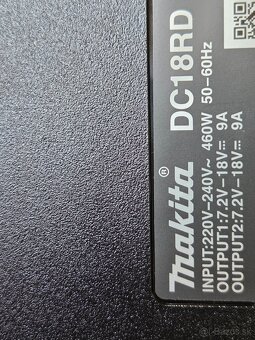 makita® DC18RD
INPUT:220V-240V~ 460W 50-60Hz
OUTPUT1:7.2V-18V⎓ 9A
OUTPUT2:7.2V-18V⎓ 9A